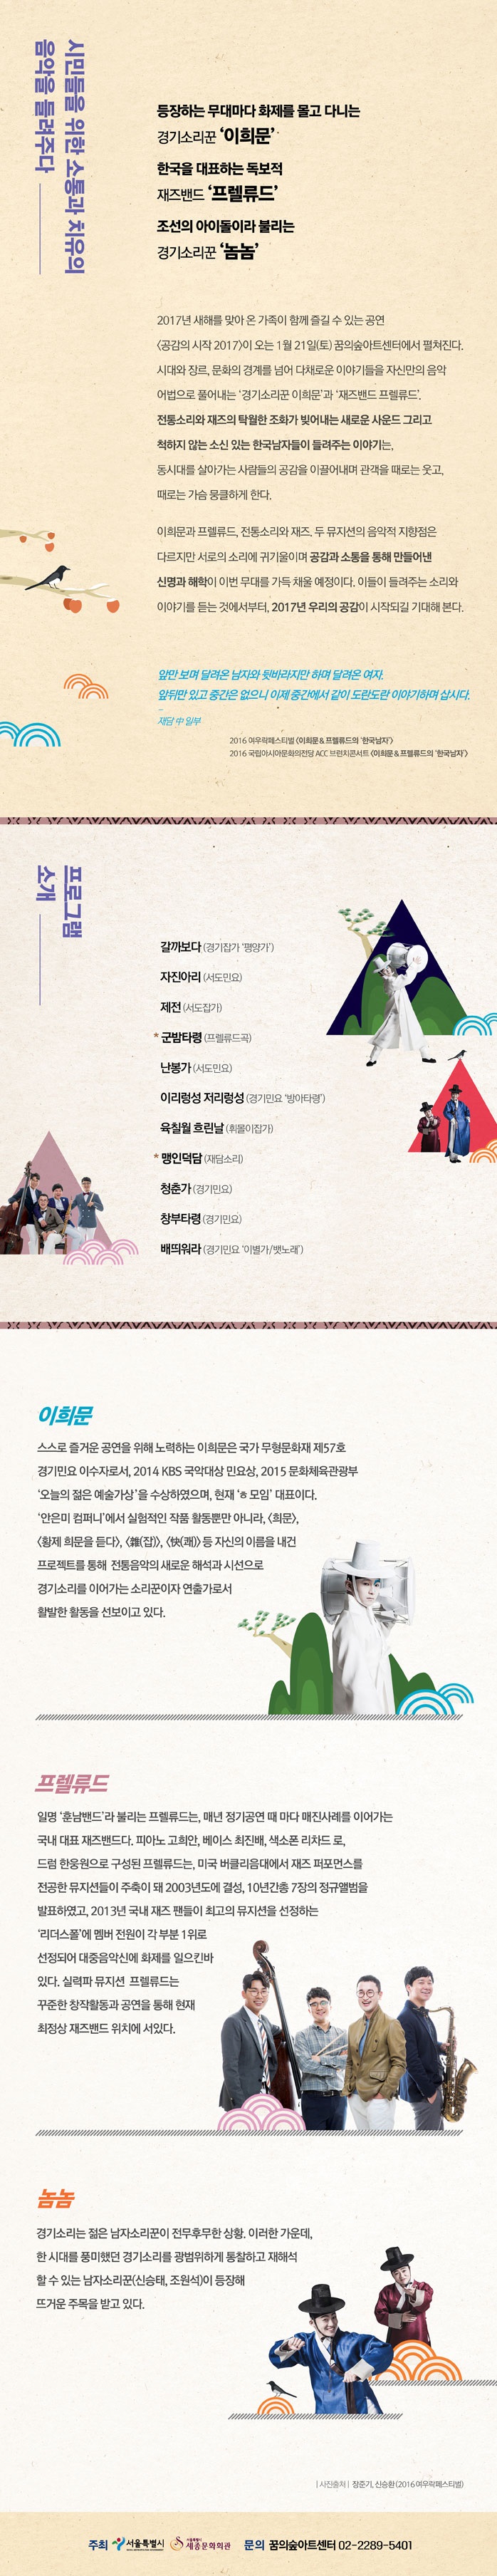 시민들을 위한 소통과 치유의
음악을 들려주다
등장하는 무대마다 화제를 몰고 다니는
경기소리꾼 ‘이희문’
한국을 대표하는 독보적
재즈밴드 ‘프렐류드’
조선의 아이돌이라 불리는
경기소리꾼 ‘놈놈’
2017년 새해를 맞아 온 가족이 함께 즐길 수 있는 공연
<공감의 시작 2017>이 오는 1월 21일(토) 꿈의숲아트센터에서 펼쳐진다.
시대와 장르, 문화의 경계를 넘어 다채로운 이야기들을 자신만의 음악
어법으로 풀어내는 ‘경기소리꾼 이희문’과 ‘재즈밴드 프렐류드’.
전통소리와 재즈의 탁월한 조화가 빚어내는 새로운 사운드 그리고
척하지 않는 소신 있는 한국남자들이 들려주는 이야기는,
동시대를 살아가는 사람들의 공감을 이끌어내며 관객을 때로는 웃고,
때로는 가슴 뭉클하게 한다.
이희문과 프렐류드, 전통소리와 재즈. 두 뮤지션의 음악적 지향점은
다르지만 서로의 소리에 귀기울이며 공감과 소통을 통해 만들어낸
신명과 해학이 이번 무대를 가득 채울 예정이다. 이들이 들려주는 소리와
이야기를 듣는 것에서부터, 2017년 우리의 공감이 시작되길 기대해 본다.
앞만 보며 달려온 남자와 뒷바라지만 하며 달려온 여자.
앞뒤만 있고 중간은 없으니 이제 중간에서 같이 도란도란 이야기하며 삽시다.
–
재담 中 일부
2016 여우락페스티벌 <이희문&프렐류드의 ‘한국남자’>
2016 국립아시아문화의전당 ACC 브런치콘서트 <이희문&프렐류드의 ‘한국남자’>
프로그램
소개
갈까보다 (경기잡가 ‘평양가’)
자진아리 (서도민요)
제전 (서도잡가)
* 군밤타령 (프렐류드곡)
난봉가 (서도민요)
이리렁성 저리렁성 (경기민요 ‘방아타령’)
육칠월 흐린날 (휘몰이잡가)
* 맹인덕담 (재담소리)
청춘가 (경기민요)
창부타령 (경기민요)
배띄워라 (경기민요 ‘이별가/뱃노래’)
이희문
스스로 즐거운 공연을 위해 노력하는 이희문은 국가 무형문화재 제57호
경기민요 이수자로서, 2014 KBS 국악대상 민요상, 2015 문화체육관광부
‘오늘의 젊은 예술가상’을 수상하였으며, 현재 ‘ㅎ 모임’ 대표이다.
‘안은미 컴퍼니’에서 실험적인 작품 활동뿐만 아니라, <희문>,
<황제 희문을 듣다>, <雜(잡)>, <快(쾌)> 등 자신의 이름을 내건
프로젝트를 통해 전통음악의 새로운 해석과 시선으로
경기소리를 이어가는 소리꾼이자 연출가로서
활발한 활동을 선보이고 있다.
프렐류드
일명 ‘훈남밴드’라 불리는 프렐류드는, 매년 정기공연 때 마다 매진사례를 이어가는
국내 대표 재즈밴드다. 피아노 고희안, 베이스 최진배, 색소폰 리차드 로,
드럼 한웅원으로 구성된 프렐류드는, 미국 버클리음대에서 재즈 퍼포먼스를
전공한 뮤지션들이 주축이 돼 2003년도에 결성, 10년간총 7장의 정규앨범을
발표하였고, 2013년 국내 재즈 팬들이 최고의 뮤지션을 선정하는
‘리더스폴’에 멤버 전원이 각 부분 1위로
선정되어 대중음악신에 화제를 일으킨바
있다. 실력파 뮤지션 프렐류드는
꾸준한 창작활동과 공연을 통해 현재
최정상 재즈밴드 위치에 서있다.
놈놈
경기소리는 젊은 남자소리꾼이 전무후무한 상황. 이러한 가운데,
한 시대를 풍미했던 경기소리를 광범위하게 통찰하고 재해석
할 수 있는 남자소리꾼(신승태, 조원석)이 등장해
뜨거운 주목을 받고 있다.
| 사진출처 | 장준기, 신승환 (2016 여우락페스티벌)
주최 서울특별시 세종문화회관 문의 꿈의숲아트센터 02-2289-5401